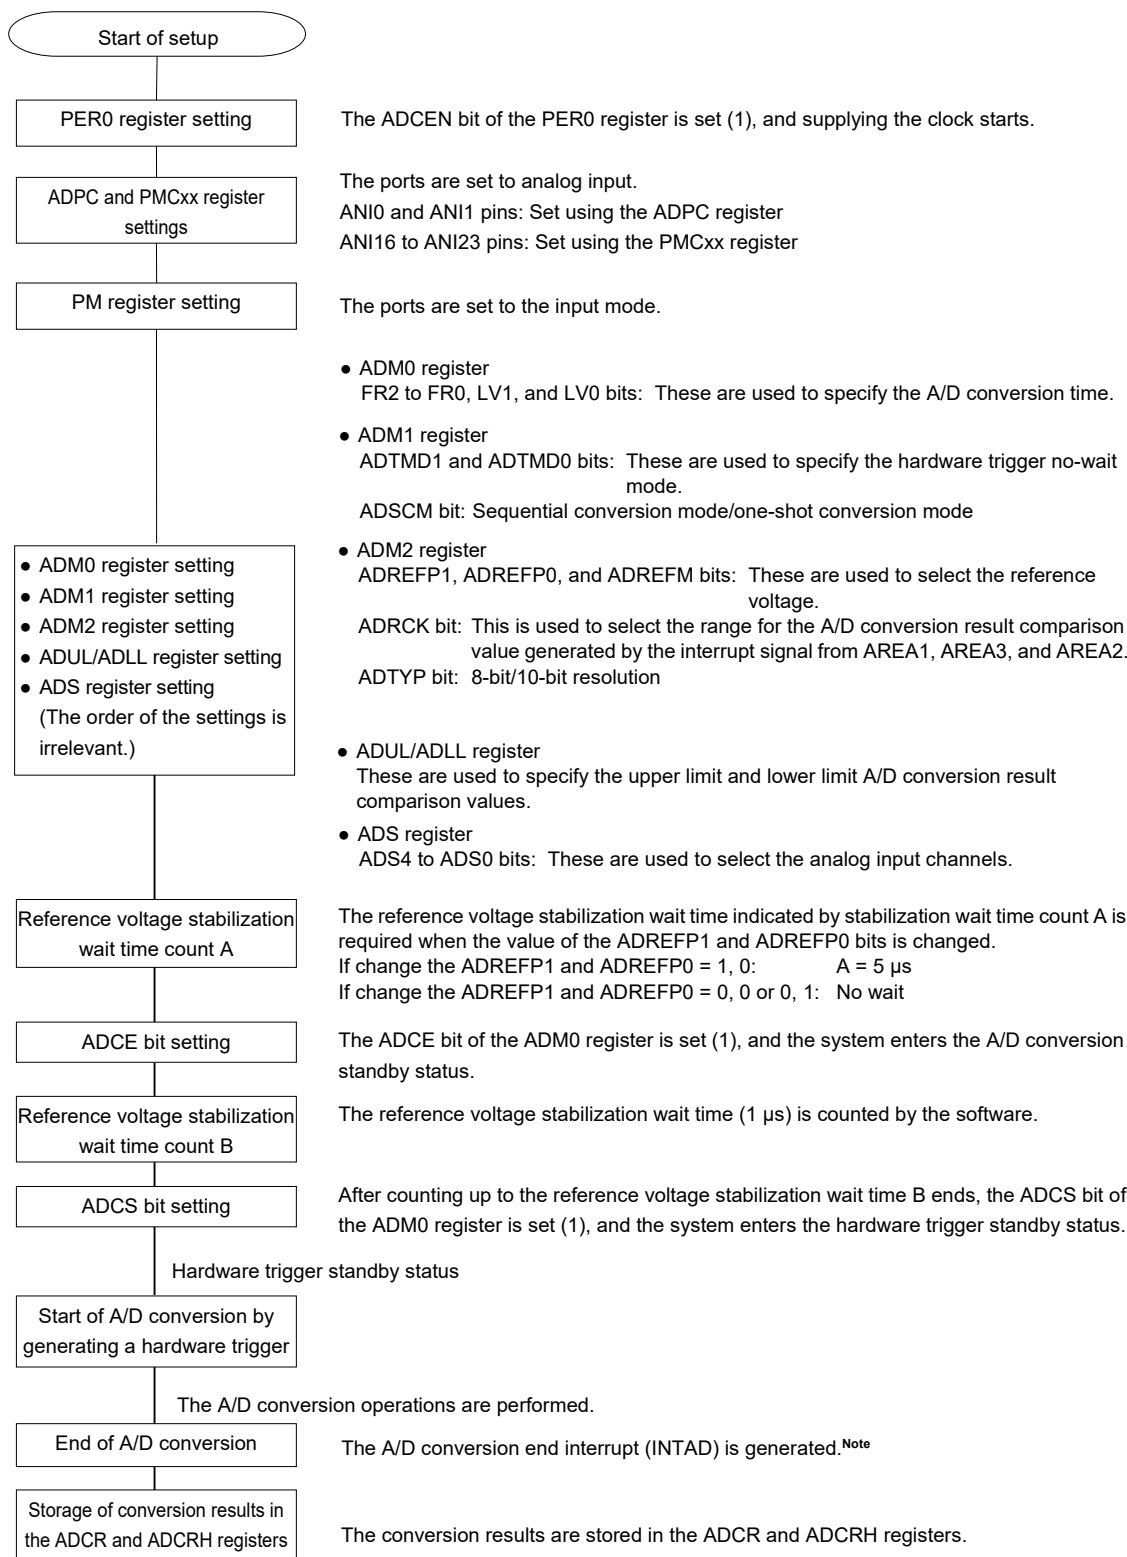 Start of setup
PER0 register setting
The ADCEN bit of the PER0 register is set (1), and supplying the clock starts.
ADPC and PMCxx register
settings
The ports are set to analog input.
ANI0 and ANI1 pins: Set using the ADPC register
ANI16 to ANI23 pins: Set using the PMCxx register
PM register setting
The ports are set to the input mode.
● ADM0 register
FR2 to FR0, LV1, and LV0 bits: These are used to specify the A/D conversion time.
● ADM1 register
ADTMD1 and ADTMD0 bits: These are used to specify the hardware trigger no-wait
mode.
ADSCM bit: Sequential conversion mode/one-shot conversion mode
● ADM0 register setting
● ADM1 register setting
● ADM2 register setting
● ADUL/ADLL register setting
● ADS register setting
(The order of the settings is
irrelevant.)
● ADM2 register
ADREFP1, ADREFP0, and ADREFM bits: These are used to select the reference
voltage.
ADRCK bit: This is used to select the range for the A/D conversion result comparison
value generated by the interrupt signal from AREA1, AREA3, and AREA2.
ADTYP bit: 8-bit/10-bit resolution
● ADUL/ADLL register
These are used to specify the upper limit and lower limit A/D conversion result
comparison values.
● ADS register
ADS4 to ADS0 bits: These are used to select the analog input channels.
Reference voltage stabilization
wait time count A
The reference voltage stabilization wait time indicated by stabilization wait time count A is
required when the value of the ADREFP1 and ADREFP0 bits is changed.
If change the ADREFP1 and ADREFP0 = 1, 0: A = 5 µs
If change the ADREFP1 and ADREFP0 = 0, 0 or 0, 1: No wait
ADCE bit setting
The ADCE bit of the ADM0 register is set (1), and the system enters the A/D conversion
standby status.
Reference voltage stabilization
wait time count B
The reference voltage stabilization wait time (1 µs) is counted by the software.
ADCS bit setting
After counting up to the reference voltage stabilization wait time B ends, the ADCS bit of
the ADM0 register is set (1), and the system enters the hardware trigger standby status.
Hardware trigger standby status
Start of A/D conversion by
generating a hardware trigger
The A/D conversion operations are performed.
End of A/D conversion
The A/D conversion end interrupt (INTAD) is generated.Note
Storage of conversion results in
the ADCR and ADCRH registers
The conversion results are stored in the ADCR and ADCRH registers.